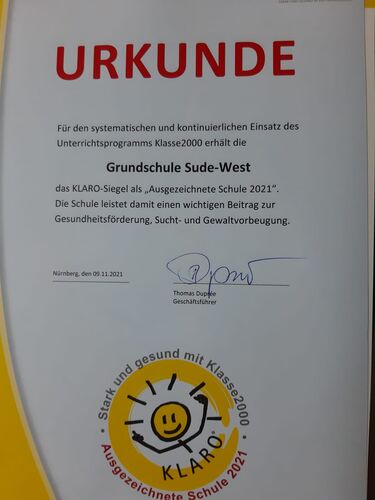 URKUNDE
Für den systematischen und kontinuierlichen Einsatz des
Unterrichtsprogramms Klasse2000 erhält die
Grundschule Sude-West
das KLARO-Siegel als „Ausgezeichnete Schule 2021“.
Die Schule leistet damit einen wichtigen Beitrag zur
Gesundheitsförderung, Sucht- und Gewaltvorbeugung.
Nürnberg, den 09.11.2021
Thomas Duprée
Geschäftsführer
Stark und gesund mit Klasse2000
KLARO®
Ausgezeichnete Schule 2021